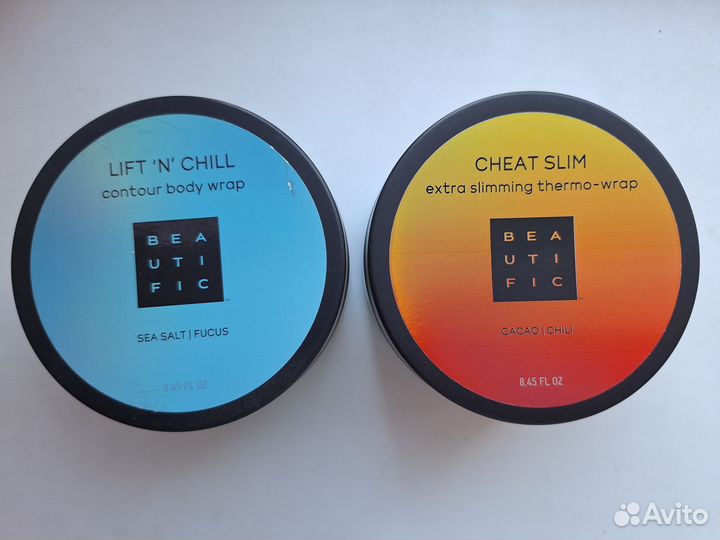 LIFT 'N' CHILL
contour body wrap
BEA
UTI
FIC
SEA SALT | FUCUS
8.45 FL OZ
CHEAT SLIM
extra slimming thermo-wrap
BEA
UTI
FIC
CACAO | CHILI
8.45 FL OZ
Avito